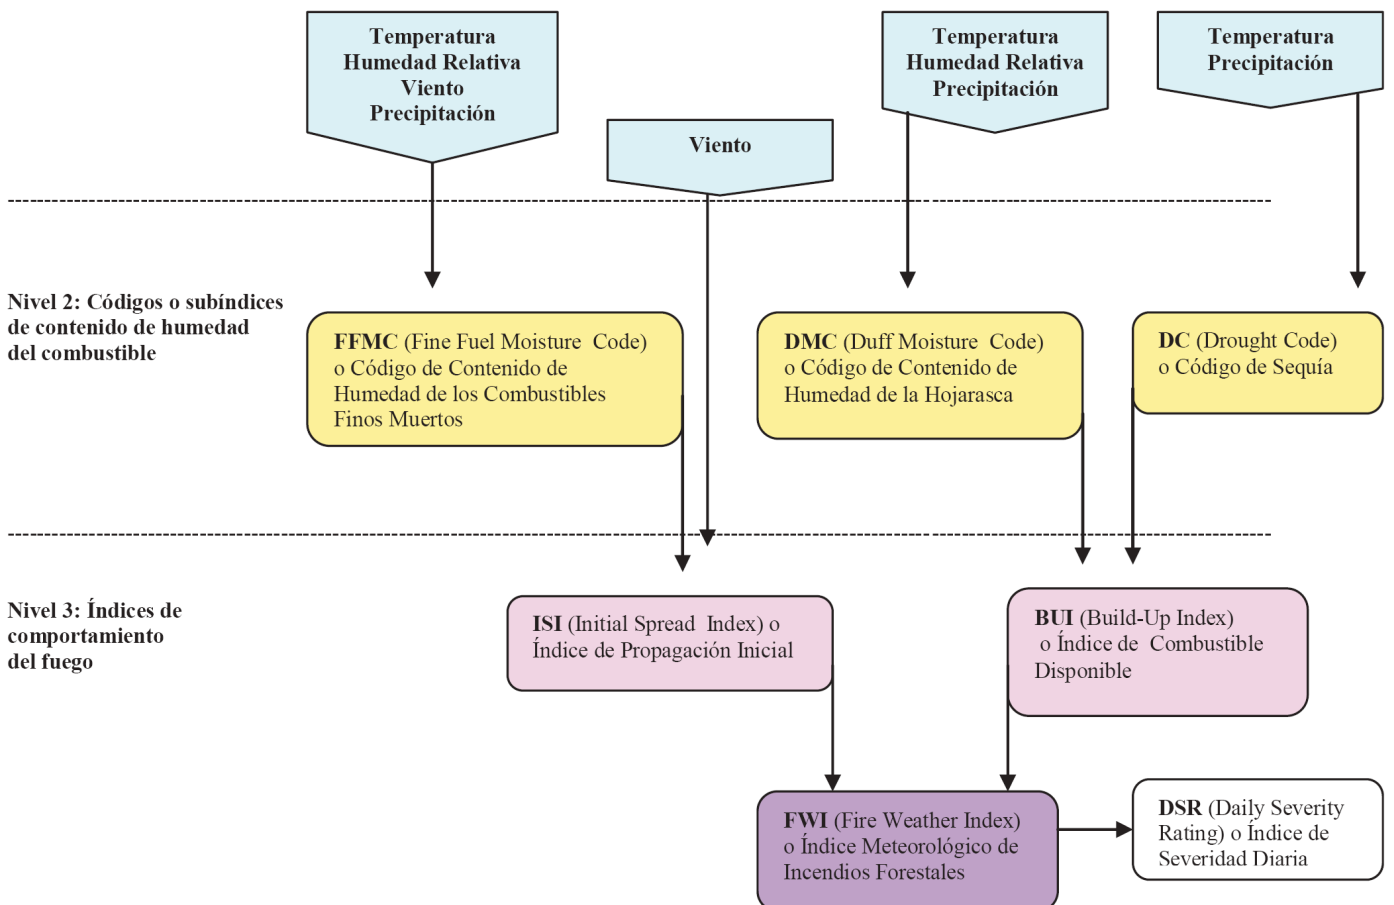 Temperatura
Humedad Relativa
Viento
Precipitación
Viento
Temperatura
Humedad Relativa
Precipitación
Temperatura
Precipitación
Nivel 2: Códigos o subíndices
de contenido de humedad
del combustible
FFMC (Fine Fuel Moisture Code)
o Código de Contenido de
Humedad de los Combustibles
Finos Muertos
DMC (Duff Moisture Code)
o Código de Contenido de
Humedad de la Hojarasca
DC (Drought Code)
o Código de Sequía
Nivel 3: Índices de
comportamiento
del fuego
ISI (Initial Spread Index) o
Índice de Propagación Inicial
BUI (Build-Up Index)
o Índice de Combustible
Disponible
FWI (Fire Weather Index)
o Índice Meteorológico de
Incendios Forestales
DSR (Daily Severity
Rating) o Índice de
Severidad Diaria